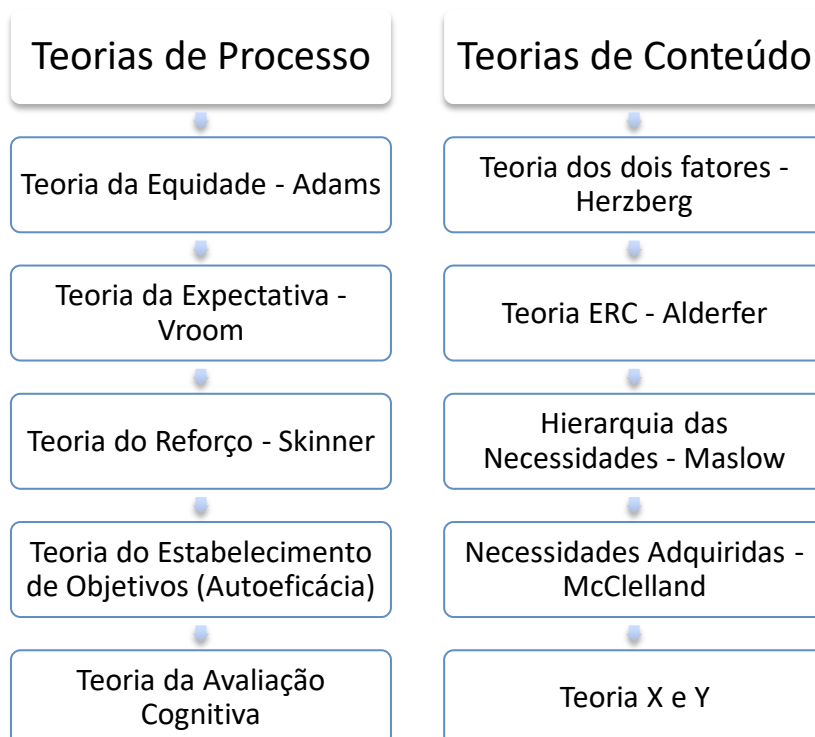 Teorias de Processo
Teoria da Equidade - Adams
Teoria da Expectativa -
Vroom
Teoria do Reforço - Skinner
Teoria do Estabelecimento
de Objetivos (Autoeficácia)
Teoria da Avaliação
Cognitiva
Teorias de Conteúdo
Teoria dos dois fatores -
Herzberg
Teoria ERC - Alderfer
Hierarquia das
Necessidades - Maslow
Necessidades Adquiridas -
McClelland
Teoria X e Y